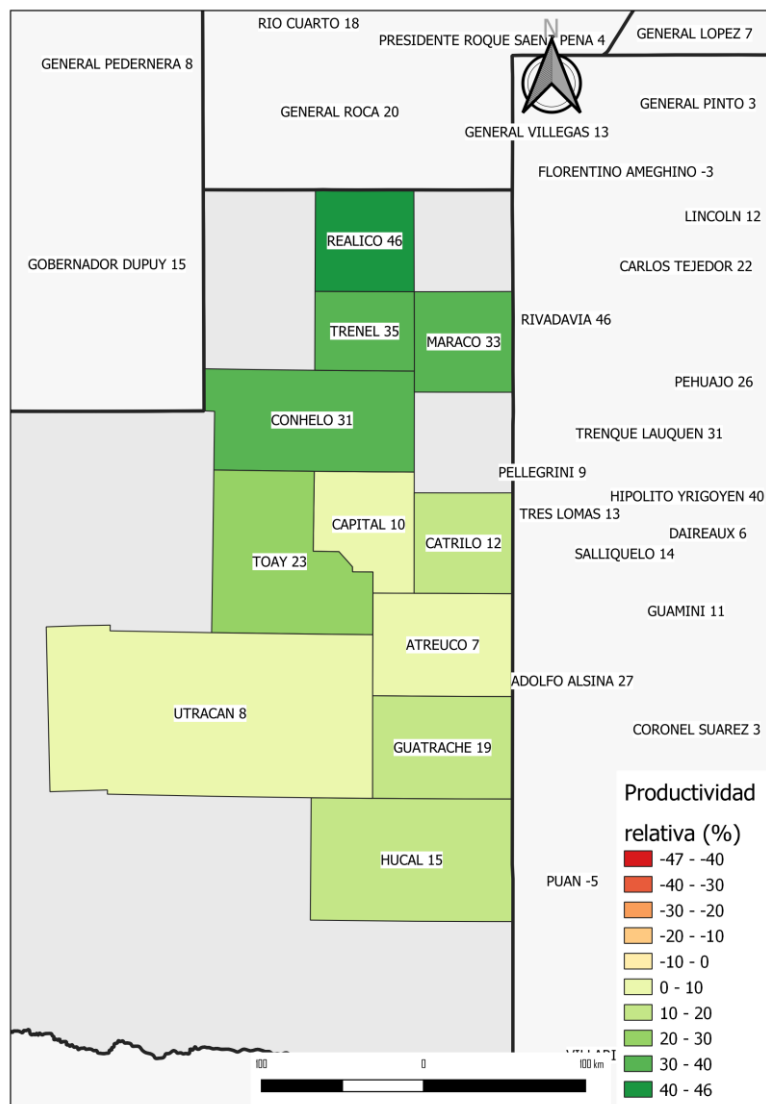 RIO CUARTO 18
PRESIDENTE ROQUE SAENZ PENA 4
GENERAL LOPEZ 7
GENERAL PEDERNERA 8
N
GENERAL ROCA 20
GENERAL PINTO 3
GENERAL VILLEGAS 13
FLORENTINO AMEGHINO -3
LINCOLN 12
REALICO 46
GOBERNADOR DUPUY 15
CARLOS TEJEDOR 22
TRENEL 35
MARACO 33
RIVADAVIA 46
PEHUAJO 26
CONHELO 31
TRENQUE LAUQUEN 31
PELLEGRINI 9
HIPOLITO YRIGOYEN 40
CAPITAL 10
TRES LOMAS 13
CATRILO 12
DAIREAUX 6
SALLIQUELO 14
TOAY 23
GUAMINI 11
ATREUCO 7
ADOLFO ALSINA 27
UTRACAN 8
CORONEL SUAREZ 3
GUATRACHE 19
HUCAL 15
PUAN -5
Productividad
relativa (%)
-47 - -40
-40 - -30
-30 - -20
-20 - -10
-10 - 0
0 - 10
10 - 20
20 - 30
30 - 40
40 - 46
100
0
100 km